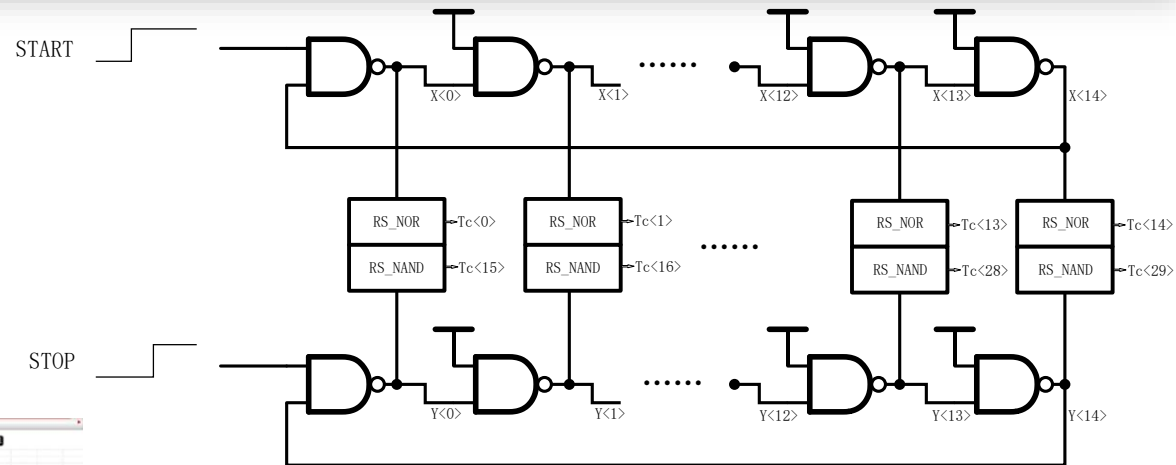 START
X<0>
X<1>
X<12>
X<13>
X<14>
RS_NOR
Tc<0>
RS_NOR
Tc<1>
RS_NOR
Tc<13>
RS_NOR
Tc<14>
RS_NAND
Tc<15>
RS_NAND
Tc<16>
RS_NAND
Tc<28>
RS_NAND
Tc<29>
STOP
Y<0>
Y<1>
Y<12>
Y<13>
Y<14>